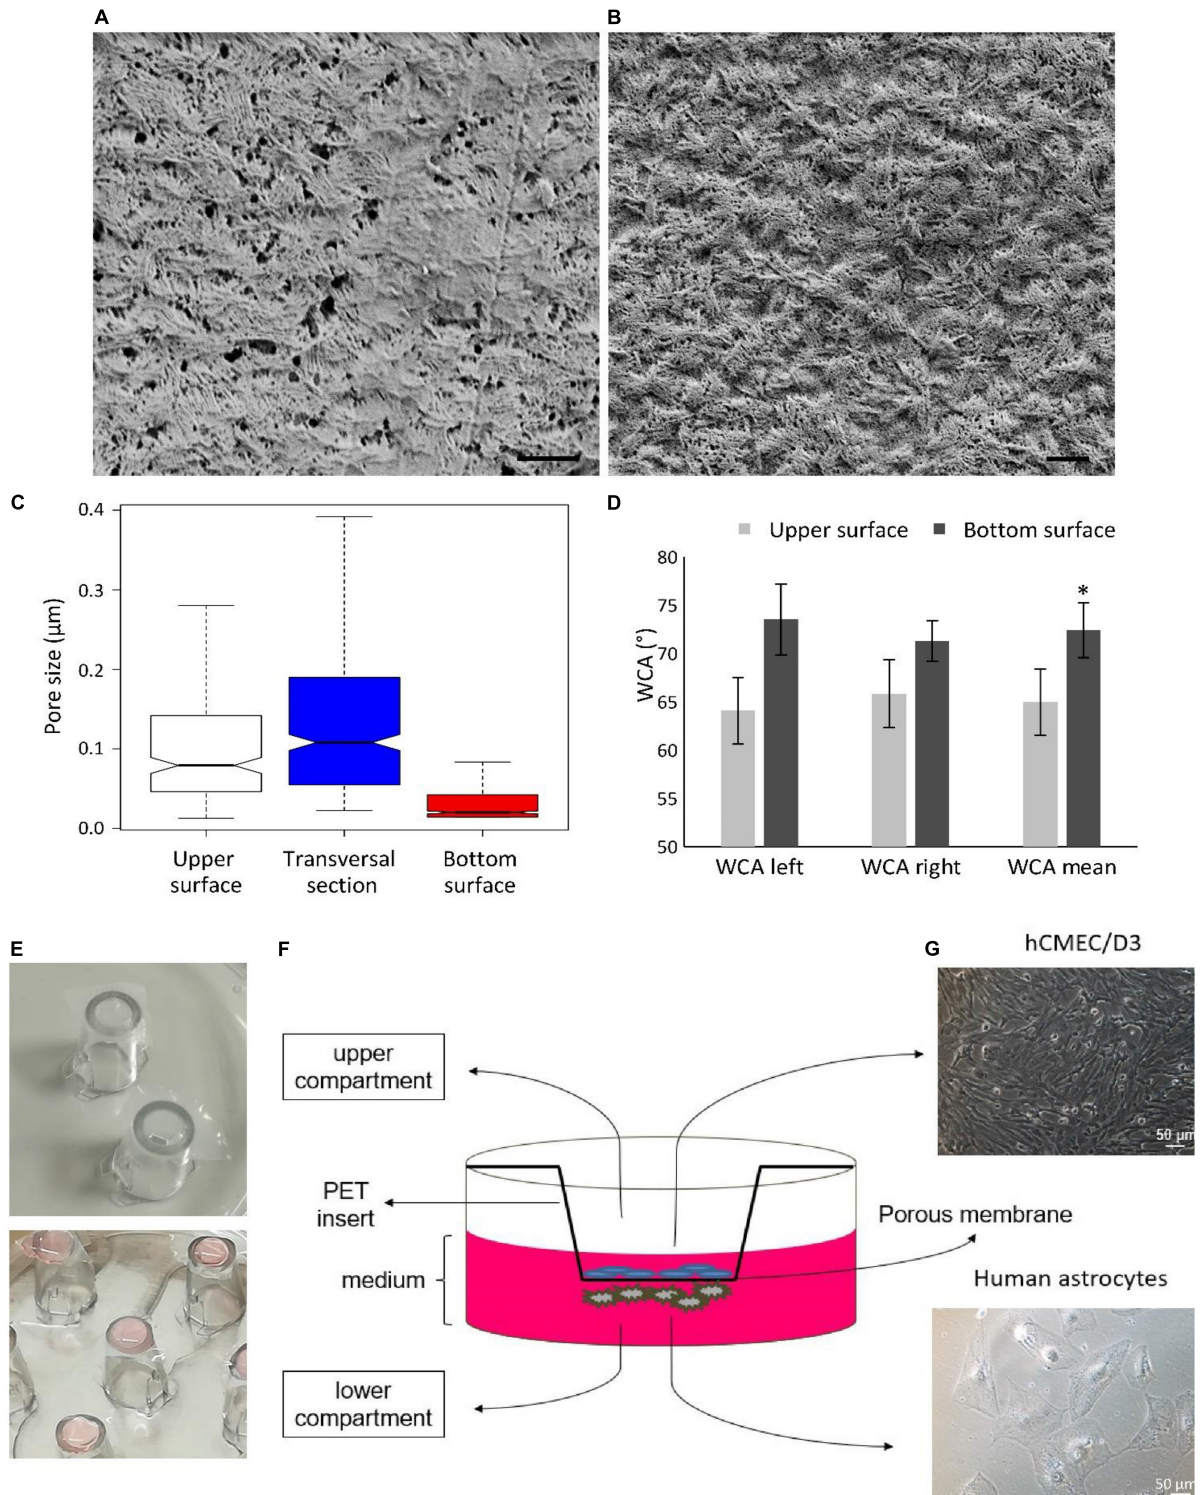 A
B
C
0.4
0.3
0.2
0.1
0.0
Pore size (µm)
Upper
surface
Transversal
section
Bottom
surface
D
Upper surface
Bottom surface
80
75
70
65
60
55
50
WCA (°)
*
WCA left
WCA right
WCA mean
E
F
G
hCMEC/D3
50 µm
upper
compartment
PET
insert
medium
Porous membrane
Human astrocytes
lower
compartment
50 µm